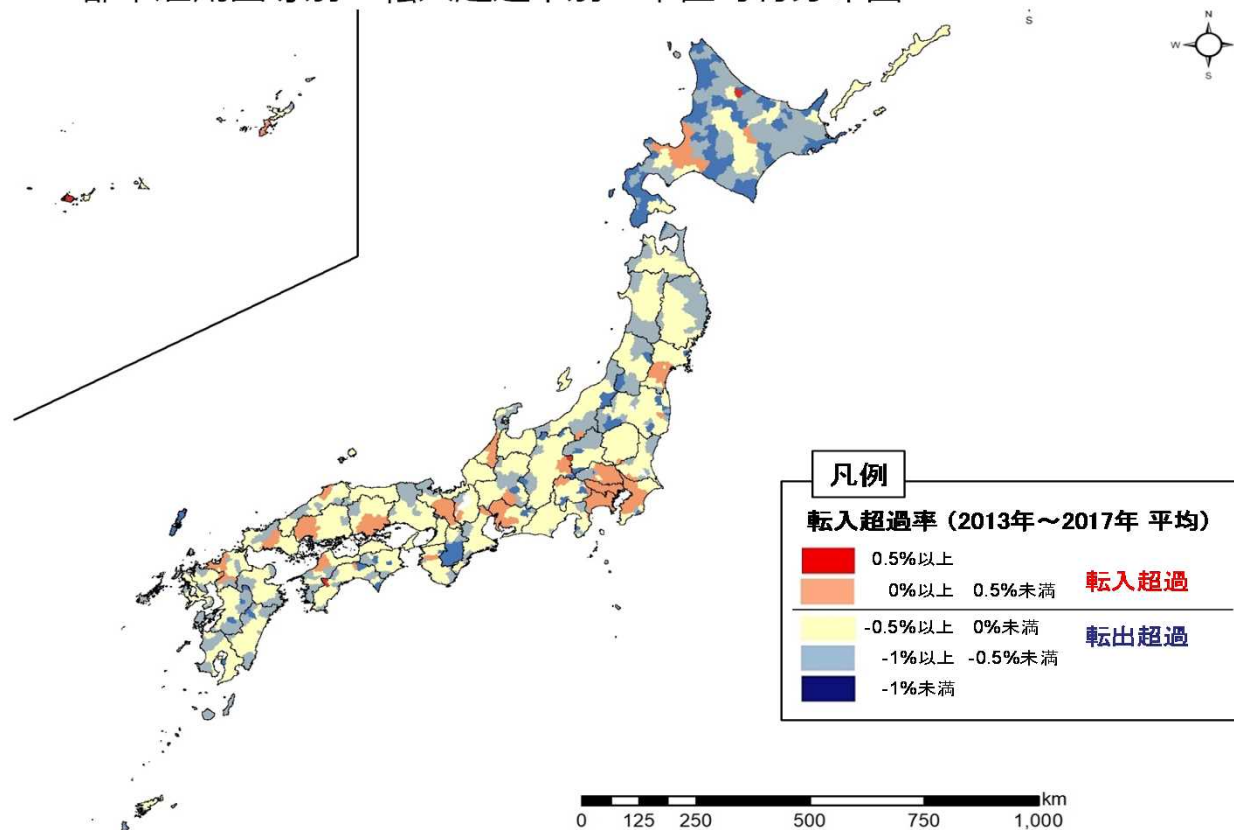 S
N
W
S
凡例
転入超過率 (2013年～2017年 平均)
0.5%以上
0%以上 0.5%未満
転入超過
-0.5%以上 0%未満
転出超過
-1%以上 -0.5%未満
-1%未満
km
0 125 250 500 750 1,000